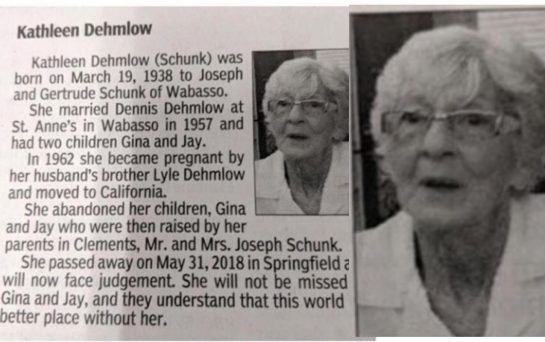 Kathleen Dehmlow
Kathleen Dehmlow (Schunk) was
born on March 19, 1938 to Joseph
and Gertrude Schunk of Wabasso.
She married Dennis Dehmlow at
St. Anne's in Wabasso in 1957 and
had two children Gina and Jay.
In 1962 she became pregnant by
her husband's brother Lyle Dehmlow
and moved to California.
She abandoned her children, Gina
and Jay who were then raised by her
parents in Clements, Mr. and Mrs. Joseph Schunk.
She passed away on May 31, 2018 in Springfield a
will now face judgement. She will not be missed
Gina and Jay, and they understand that this world
better place without her.